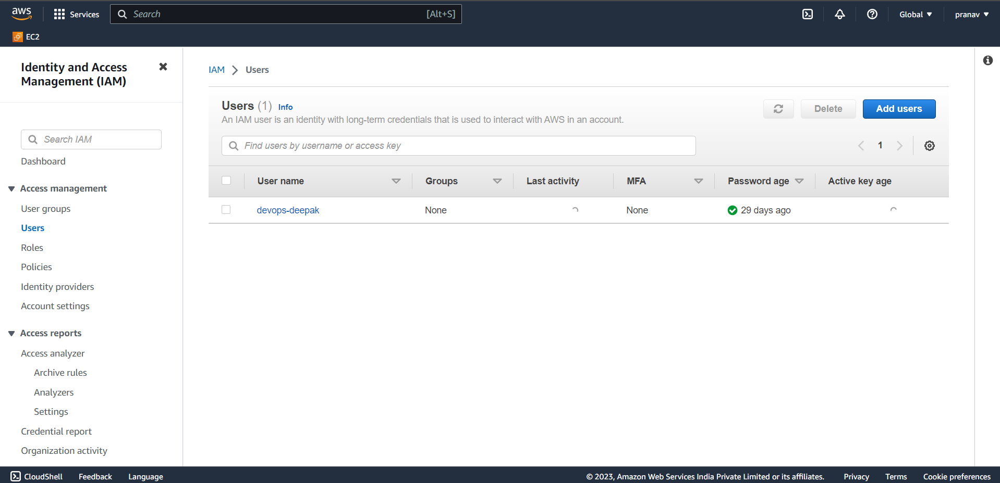 aws Services Search [Alt+S] Global pranav
EC2
Identity and Access
Management (IAM)
Search IAM
Dashboard
Access management
User groups
Users
Roles
Policies
Identity providers
Account settings
Access reports
Access analyzer
Archive rules
Analyzers
Settings
Credential report
Organization activity
IAM Users
Users (1) Info Delete Add users
An IAM user is an identity with long-term credentials that is used to interact with AWS in an account.
Find users by username or access key 1
User name Groups Last activity MFA Password age Active key age
devops-deepak None None 29 days ago
CloudShell Feedback Language © 2023, Amazon Web Services India Private Limited or its affiliates. Privacy Terms Cookie preferences